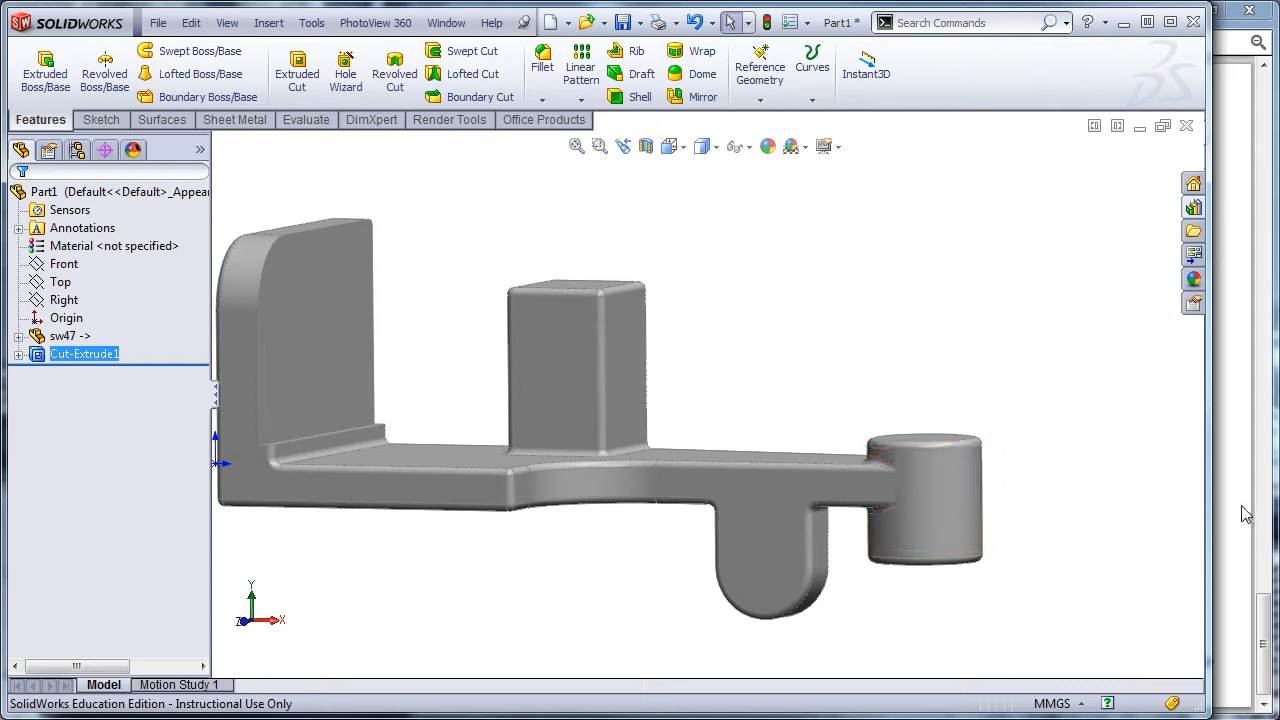 SOLIDWORKS File Edit View Insert Tools PhotoView 360 Window Help Part1 * Search Commands
Extruded Boss/Base
Revolved Boss/Base
Swept Boss/Base
Lofted Boss/Base
Boundary Boss/Base
Extruded Cut
Hole Wizard
Revolved Cut
Swept Cut
Lofted Cut
Boundary Cut
Fillet
Linear Pattern
Rib
Draft
Shell
Wrap
Dome
Mirror
Reference Geometry
Curves
Instant3D
Features Sketch Surfaces Sheet Metal Evaluate DimXpert Render Tools Office Products
Part1 (Default<<Default>_Appear
Sensors
Annotations
Material <not specified>
Front
Top
Right
Origin
sw47 ->
Cut-Extrude1
Y
Z X
Model Motion Study 1
SolidWorks Education Edition - Instructional Use Only MMGS